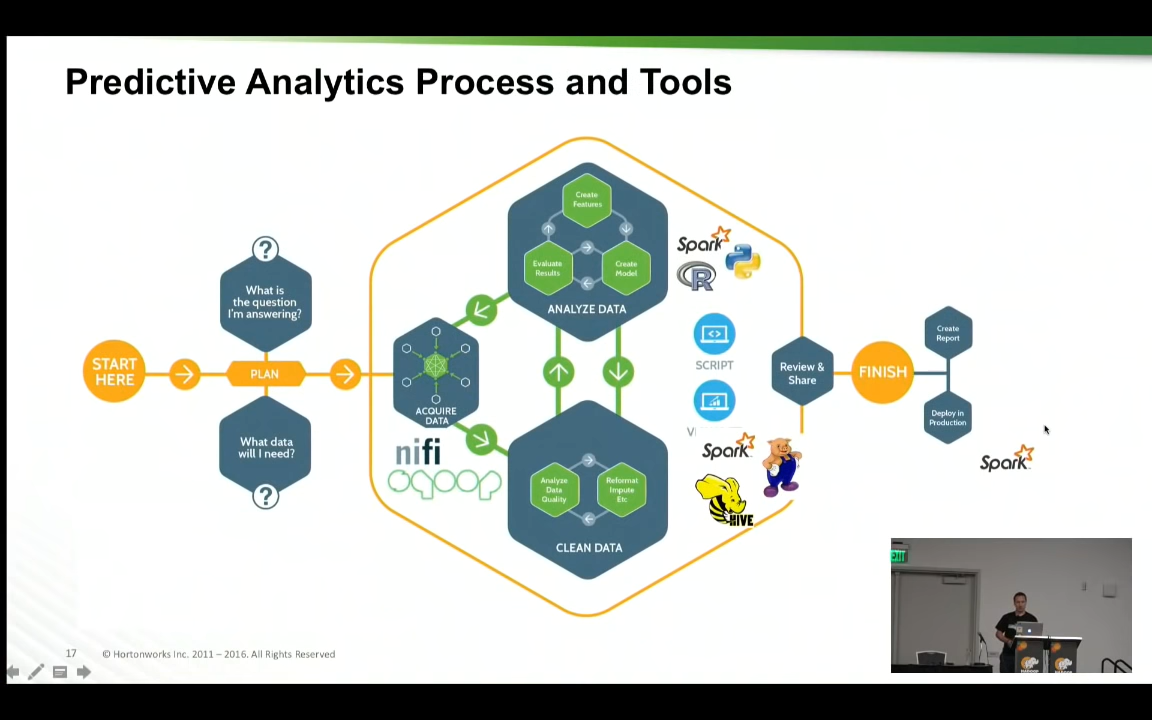 Predictive Analytics Process and Tools
START
HERE
?
What is
the question
I'm answering?
PLAN
What data
will I need?
?
ACQUIRE
DATA
nifi
sqoop
Create
Features
Evaluate
Results
Create
Model
ANALYZE DATA
Spark
R
SCRIPT
Spark
HIVE
Analyze
Data
Quality
Reformat
Impute
Etc
CLEAN DATA
Review &
Share
FINISH
Create
Report
Deploy in
Production
Spark
17
© Hortonworks Inc. 2011 – 2016. All Rights Reserved
EXIT